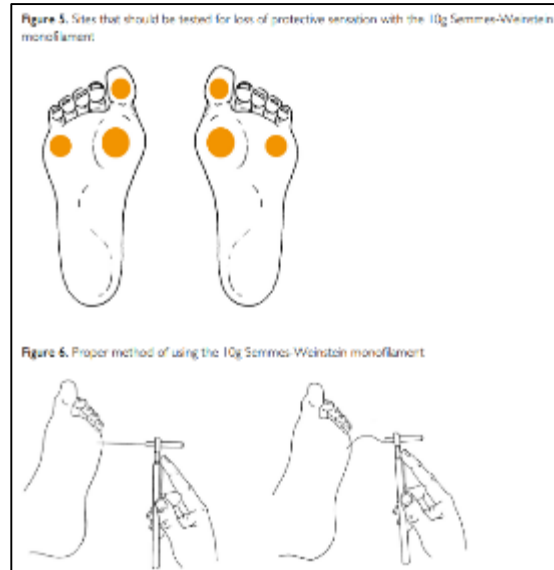 Figure 5. Sites that should be tested for loss of protective sensation with the 10g Semmes-Weinstein
monofilament
Figure 6. Proper method of using the 10g Semmes-Weinstein monofilament